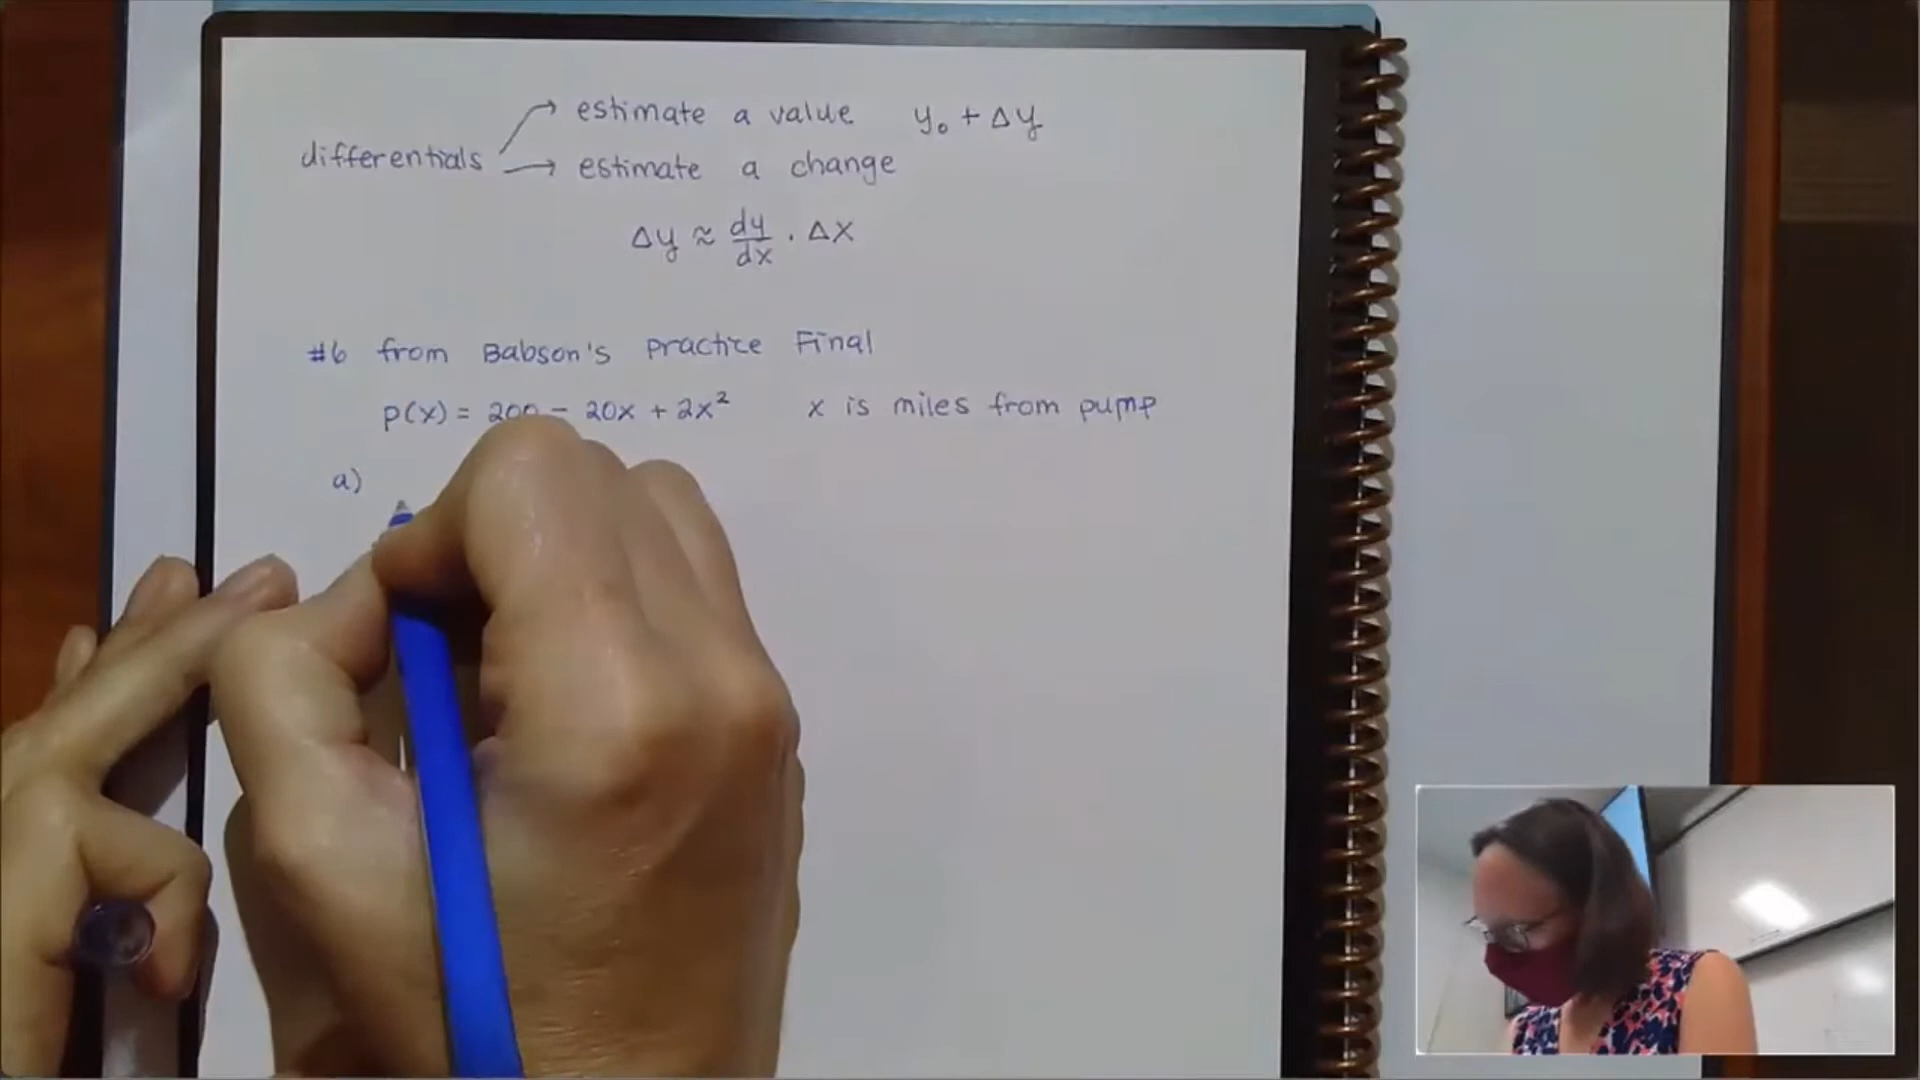 estimate a value y₀ + Δy
differentials
estimate a change
Δy ≈ dy/dx · Δx
#6 from Babson's Practice Final
p(x) = 200 - 20x + 2x² x is miles from pump
a)